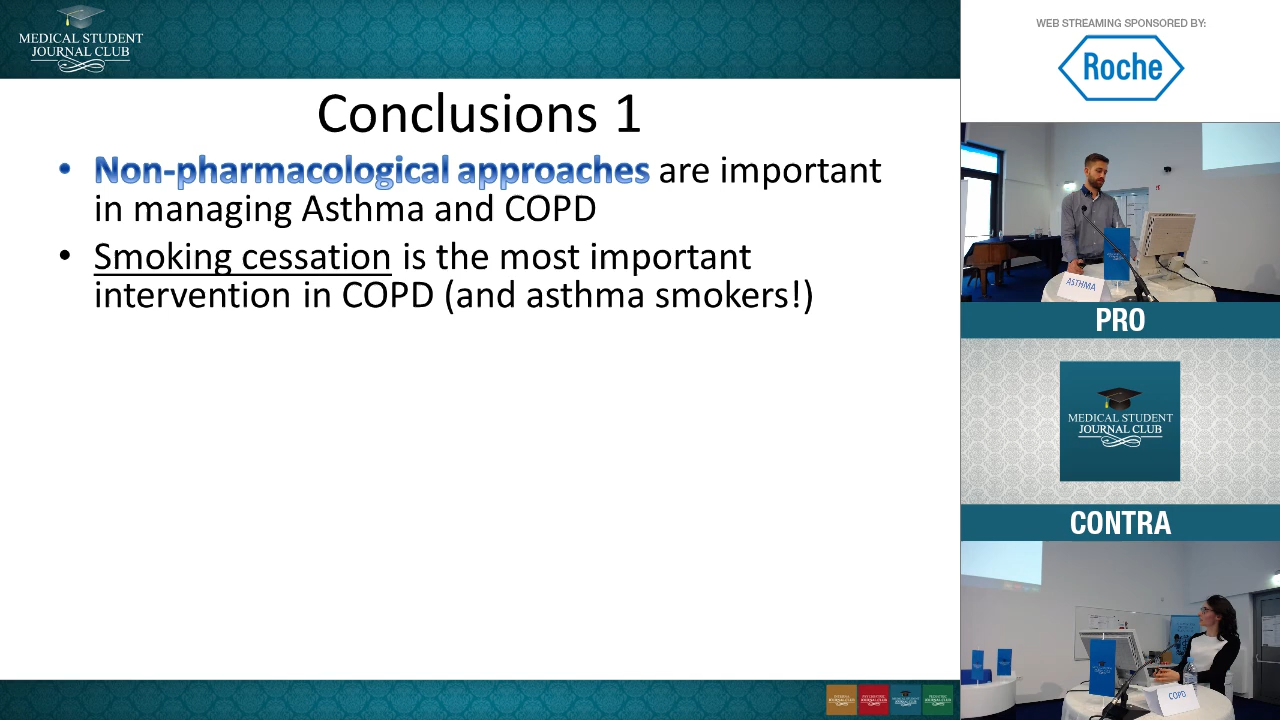 MEDICAL STUDENT
JOURNAL CLUB
Conclusions 1
• Non-pharmacological approaches are important
in managing Asthma and COPD
• Smoking cessation is the most important
intervention in COPD (and asthma smokers!)
WEB STREAMING SPONSORED BY:
Roche
ASTHMA
PRO
MEDICAL STUDENT
JOURNAL CLUB
CONTRA
COPD